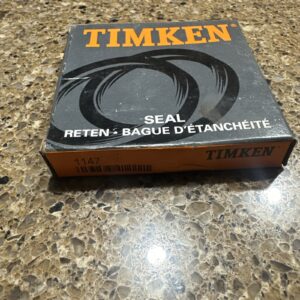 TIMKEN
SEAL
RETEN • BAGUE D'ÉTANCHÉITÉ
1147 TIMKEN